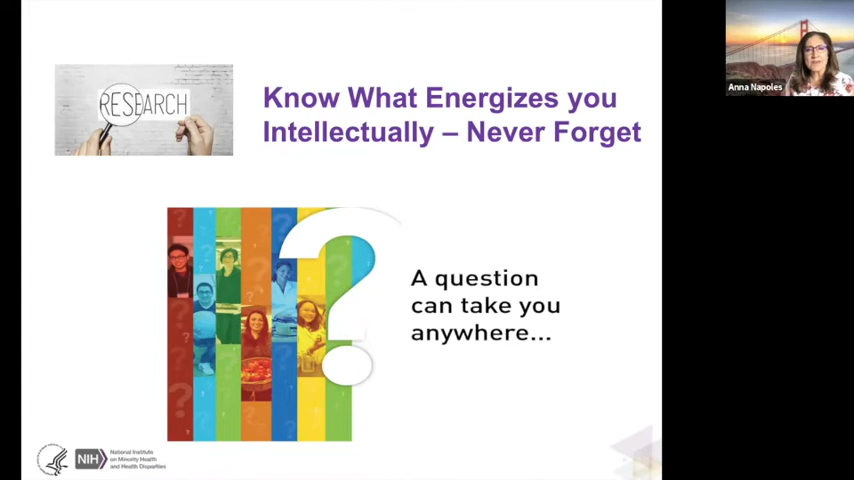 RESEARCH
Know What Energizes you
Intellectually – Never Forget
A question
can take you
anywhere...
NIH
National Institute
on Minority Health
and Health Disparities
Anna Napoles